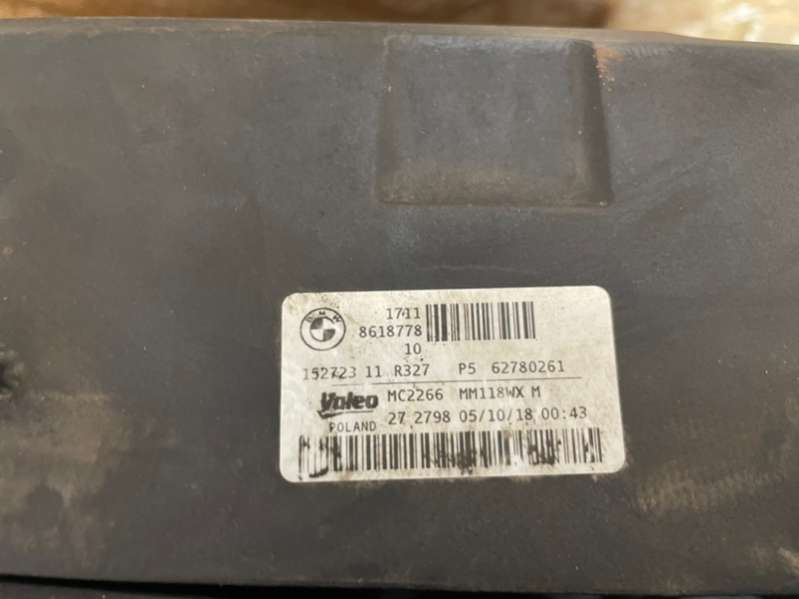 BMW
1711
8618778
10
152723 11 R327 P5 62780261
Valeo MC2266 MM118WX M
POLAND 27 2798 05/10/18 00:43